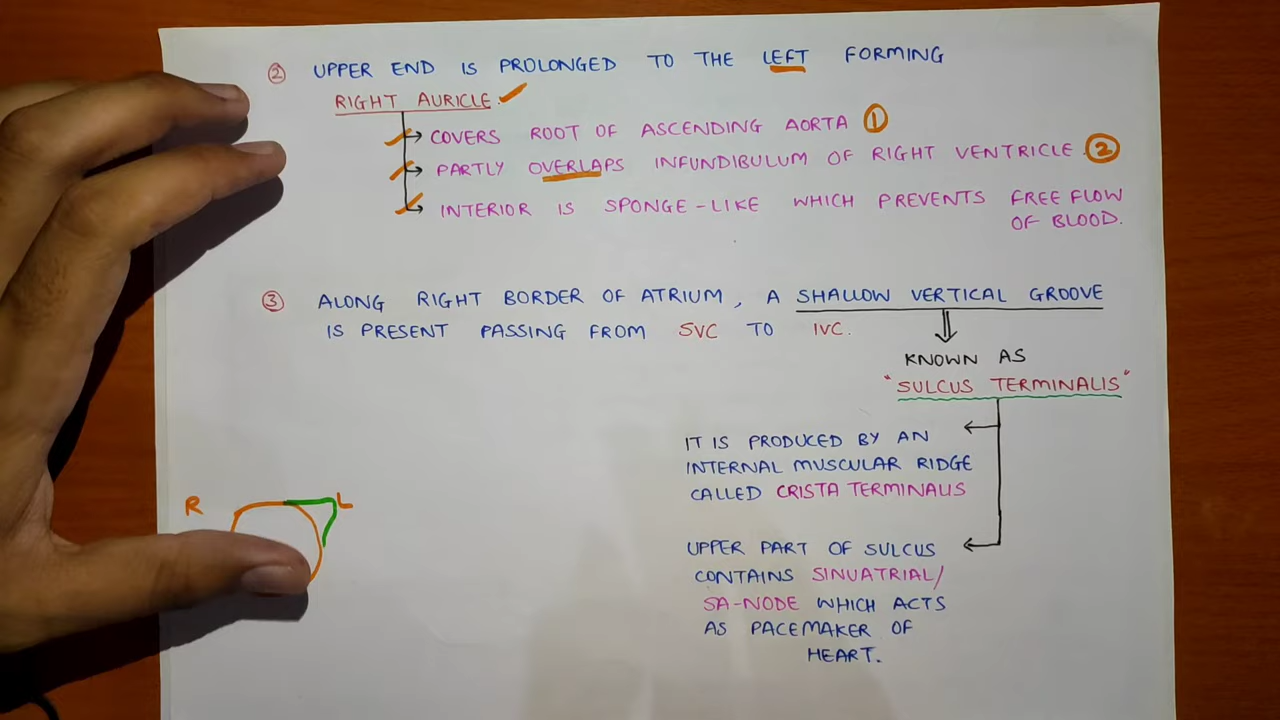 ② UPPER END IS PROLONGED TO THE LEFT FORMING
RIGHT AURICLE.
COVERS ROOT OF ASCENDING AORTA ①
PARTLY OVERLAPS INFUNDIBULUM OF RIGHT VENTRICLE. ②
INTERIOR IS SPONGE-LIKE WHICH PREVENTS FREE FLOW
OF BLOOD.
③ ALONG RIGHT BORDER OF ATRIUM, A SHALLOW VERTICAL GROOVE
IS PRESENT PASSING FROM SVC TO IVC.
KNOWN AS
"SULCUS TERMINALIS"
IT IS PRODUCED BY AN
INTERNAL MUSCULAR RIDGE
CALLED CRISTA TERMINALIS
R L
UPPER PART OF SULCUS
CONTAINS SINUATRIAL/
SA-NODE WHICH ACTS
AS PACEMAKER OF
HEART.